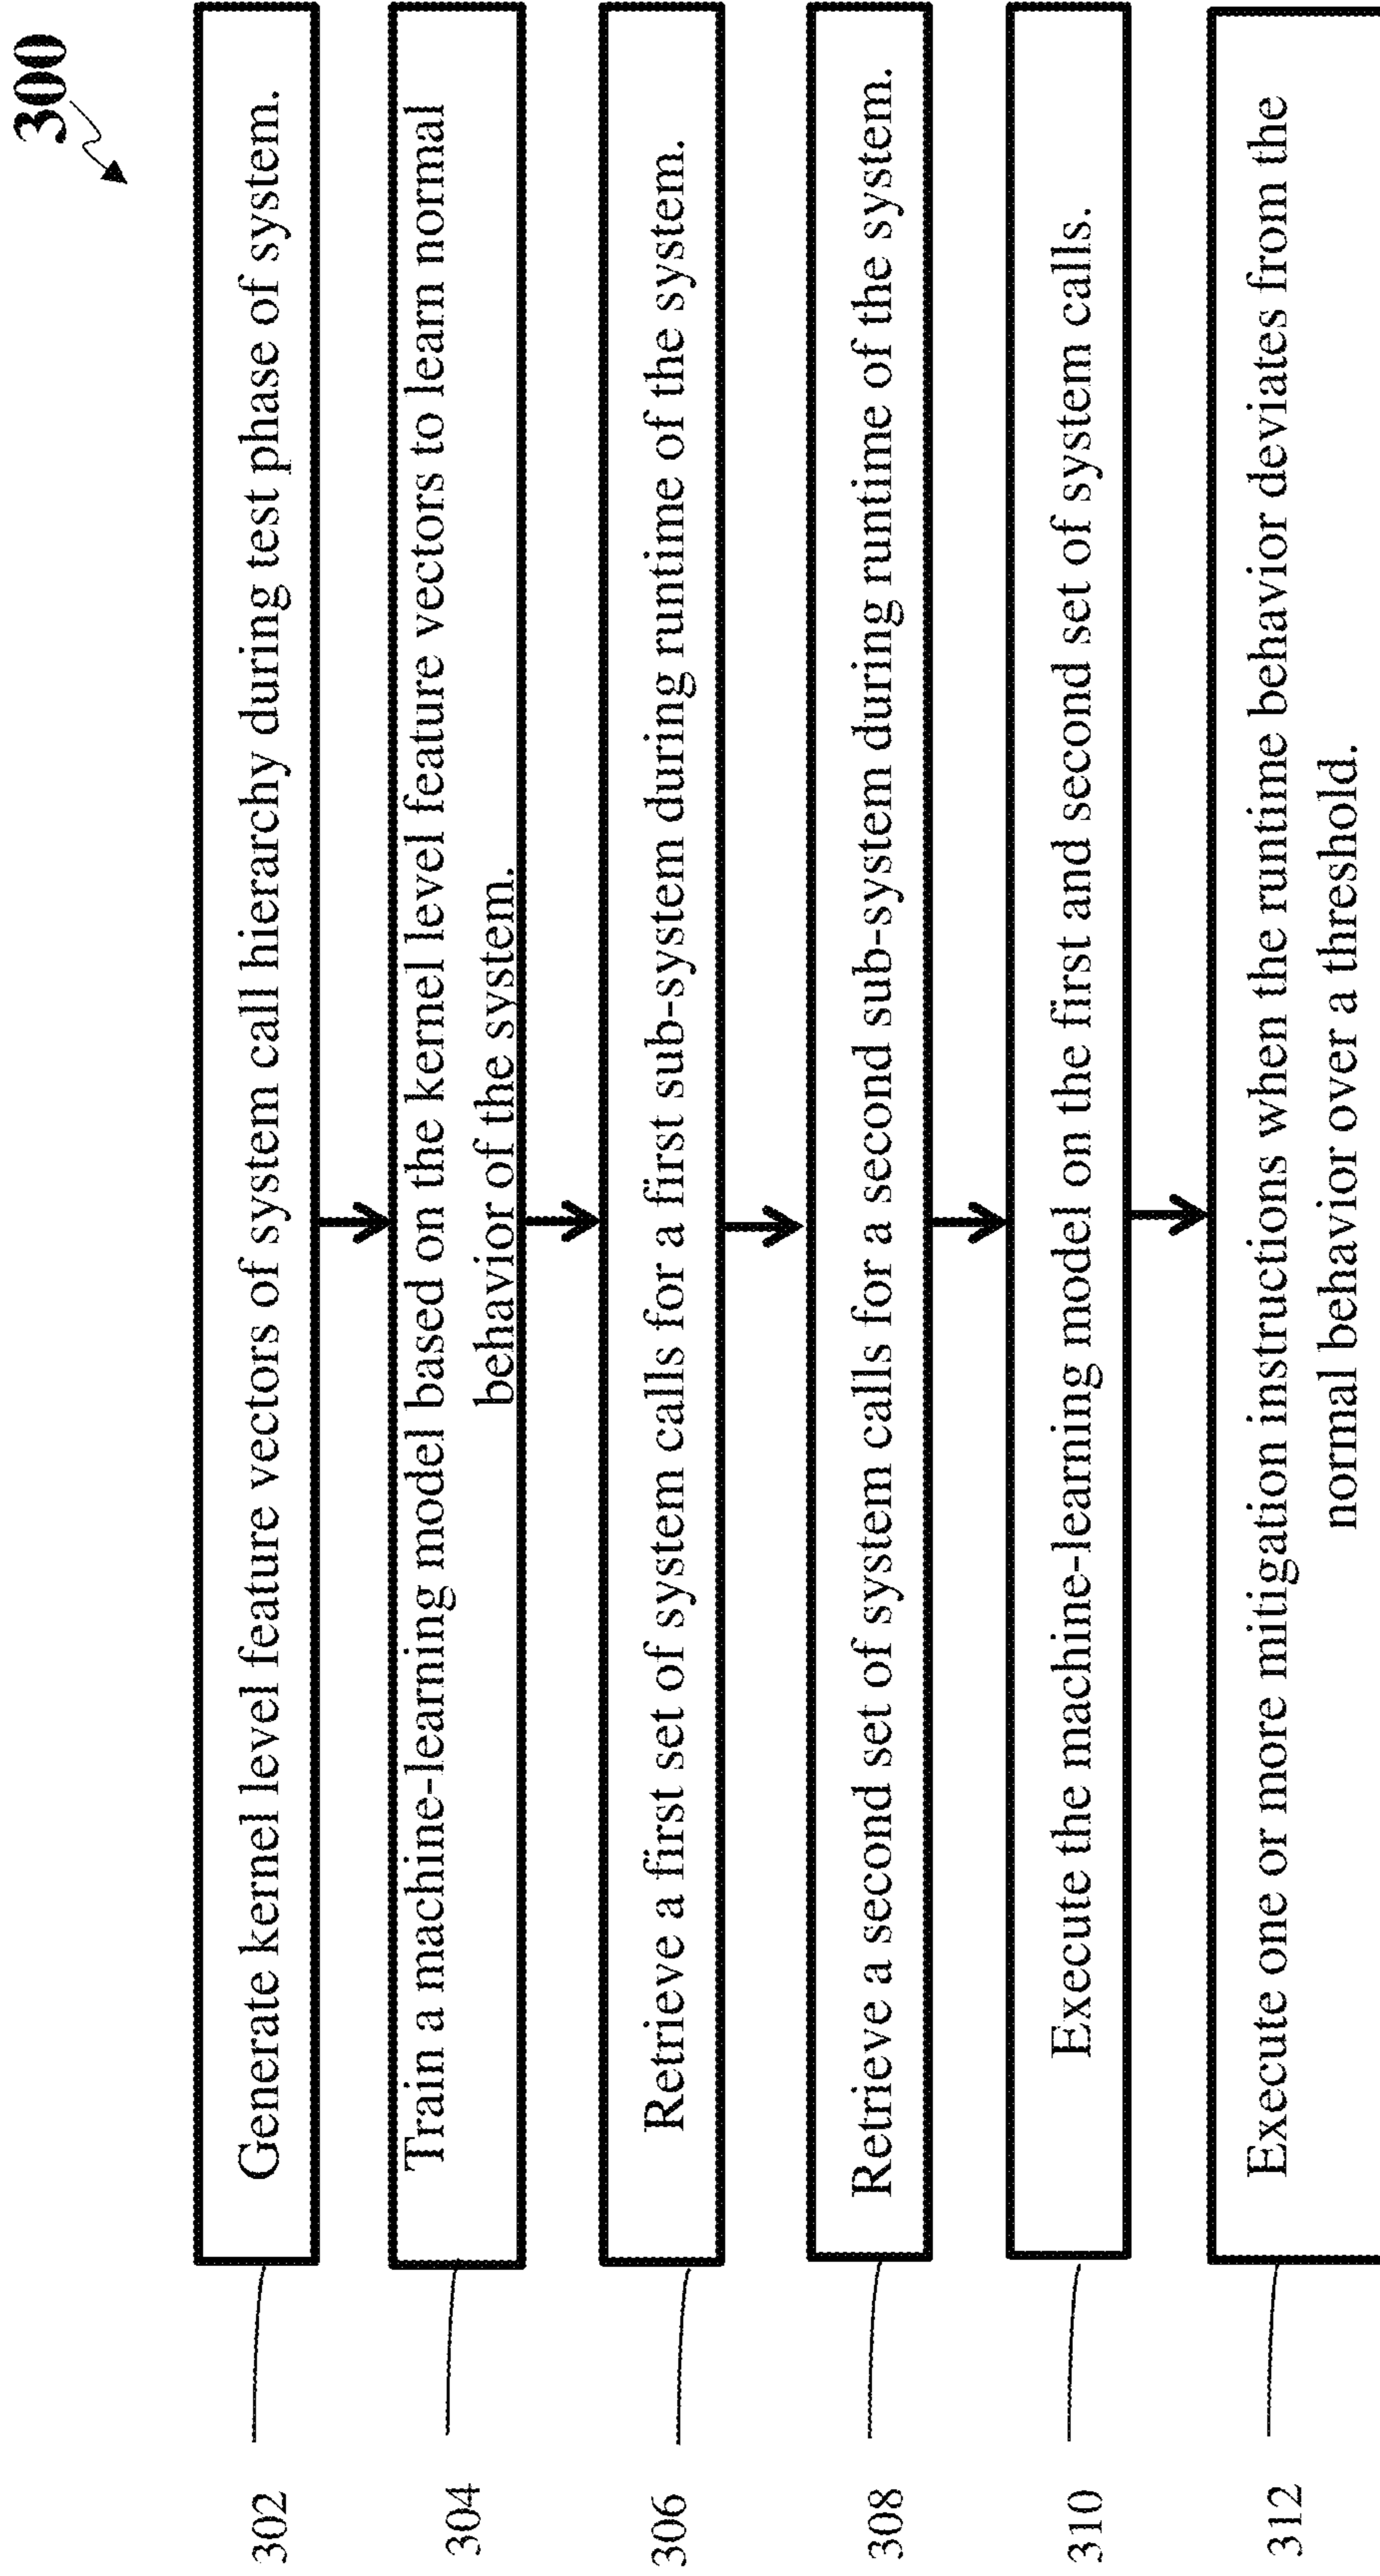 300
302
Generate kernel level feature vectors of system call hierarchy during test phase of system.
304
Train a machine-learning model based on the kernel level feature vectors to learn normal
behavior of the system.
306
Retrieve a first set of system calls for a first sub-system during runtime of the system.
308
Retrieve a second set of system calls for a second sub-system during runtime of the system.
310
Execute the machine-learning model on the first and second set of system calls.
312
Execute one or more mitigation instructions when the runtime behavior deviates from the
normal behavior over a threshold.